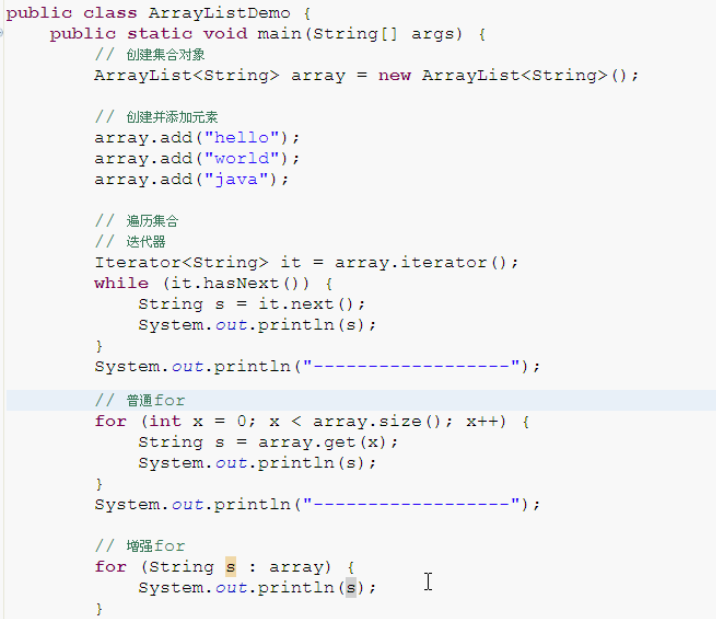 public class ArrayListDemo {
public static void main(String[] args) {
// 创建集合对象
ArrayList<String> array = new ArrayList<String>();
// 创建并添加元素
array.add("hello");
array.add("world");
array.add("java");
// 遍历集合
// 迭代器
Iterator<String> it = array.iterator();
while (it.hasNext()) {
String s = it.next();
System.out.println(s);
}
System.out.println("------------------");
// 普通for
for (int x = 0; x < array.size(); x++) {
String s = array.get(x);
System.out.println(s);
}
System.out.println("------------------");
// 增强for
for (String s : array) {
System.out.println(s);
}